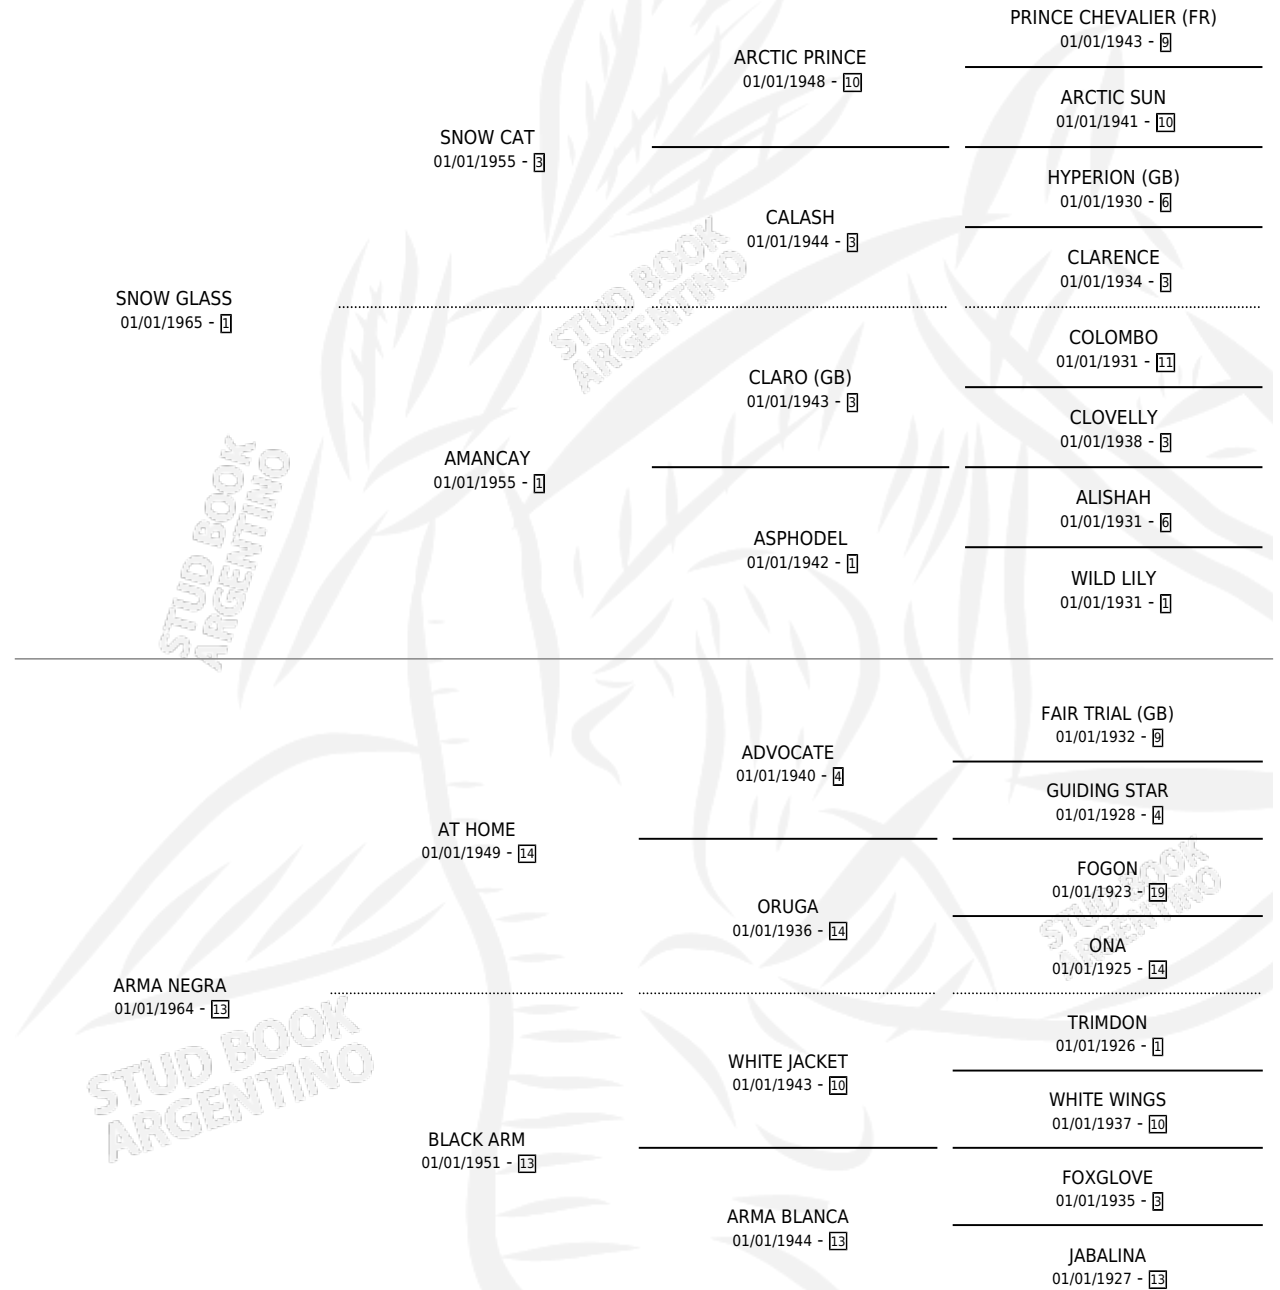 PRINCE CHEVALIER (FR)
01/01/1943 - 9
ARCTIC PRINCE
01/01/1948 - 10
ARCTIC SUN
01/01/1941 - 10
SNOW CAT
01/01/1955 - 3
HYPERION (GB)
01/01/1930 - 6
CALASH
01/01/1944 - 3
CLARENCE
01/01/1934 - 3
SNOW GLASS
01/01/1965 - 1
STUD BOOK
ARGENTINO
COLOMBO
01/01/1931 - 11
CLARO (GB)
01/01/1943 - 3
CLOVELLY
01/01/1938 - 3
AMANCAY
01/01/1955 - 1
ALISHAH
01/01/1931 - 6
ASPHODEL
01/01/1942 - 1
WILD LILY
01/01/1931 - 1
STUD BOOK
ARGENTINO
FAIR TRIAL (GB)
01/01/1932 - 9
ADVOCATE
01/01/1940 - 4
GUIDING STAR
01/01/1928 - 4
AT HOME
01/01/1949 - 14
FOGON
01/01/1923 - 19
ORUGA
01/01/1936 - 14
STUD BOOK
ARGENTINO
ONA
01/01/1925 - 14
ARMA NEGRA
01/01/1964 - 13
TRIMDON
01/01/1926 - 1
WHITE JACKET
01/01/1943 - 10
STUD BOOK
ARGENTINO
WHITE WINGS
01/01/1937 - 10
BLACK ARM
01/01/1951 - 13
FOXGLOVE
01/01/1935 - 3
ARMA BLANCA
01/01/1944 - 13
JABALINA
01/01/1927 - 13